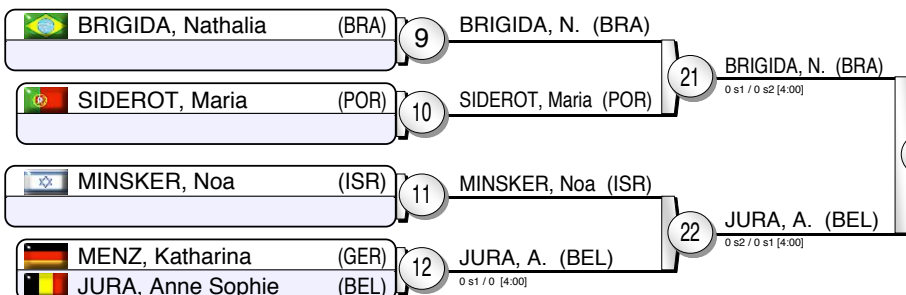 BRIGIDA, Nathalia (BRA) 9 BRIGIDA, N. (BRA)
21 BRIGIDA, N. (BRA)
0 s1 / 0 s2 [4:00]
SIDEROT, Maria (POR) 10 SIDEROT, Maria (POR)
MINSKER, Noa (ISR) 11 MINSKER, Noa (ISR)
22 JURA, A. (BEL)
0 s2 / 0 s1 [4:00]
MENZ, Katharina (GER) 12 JURA, A. (BEL)
JURA, Anne Sophie (BEL) 0 s1 / 0 [4:00]